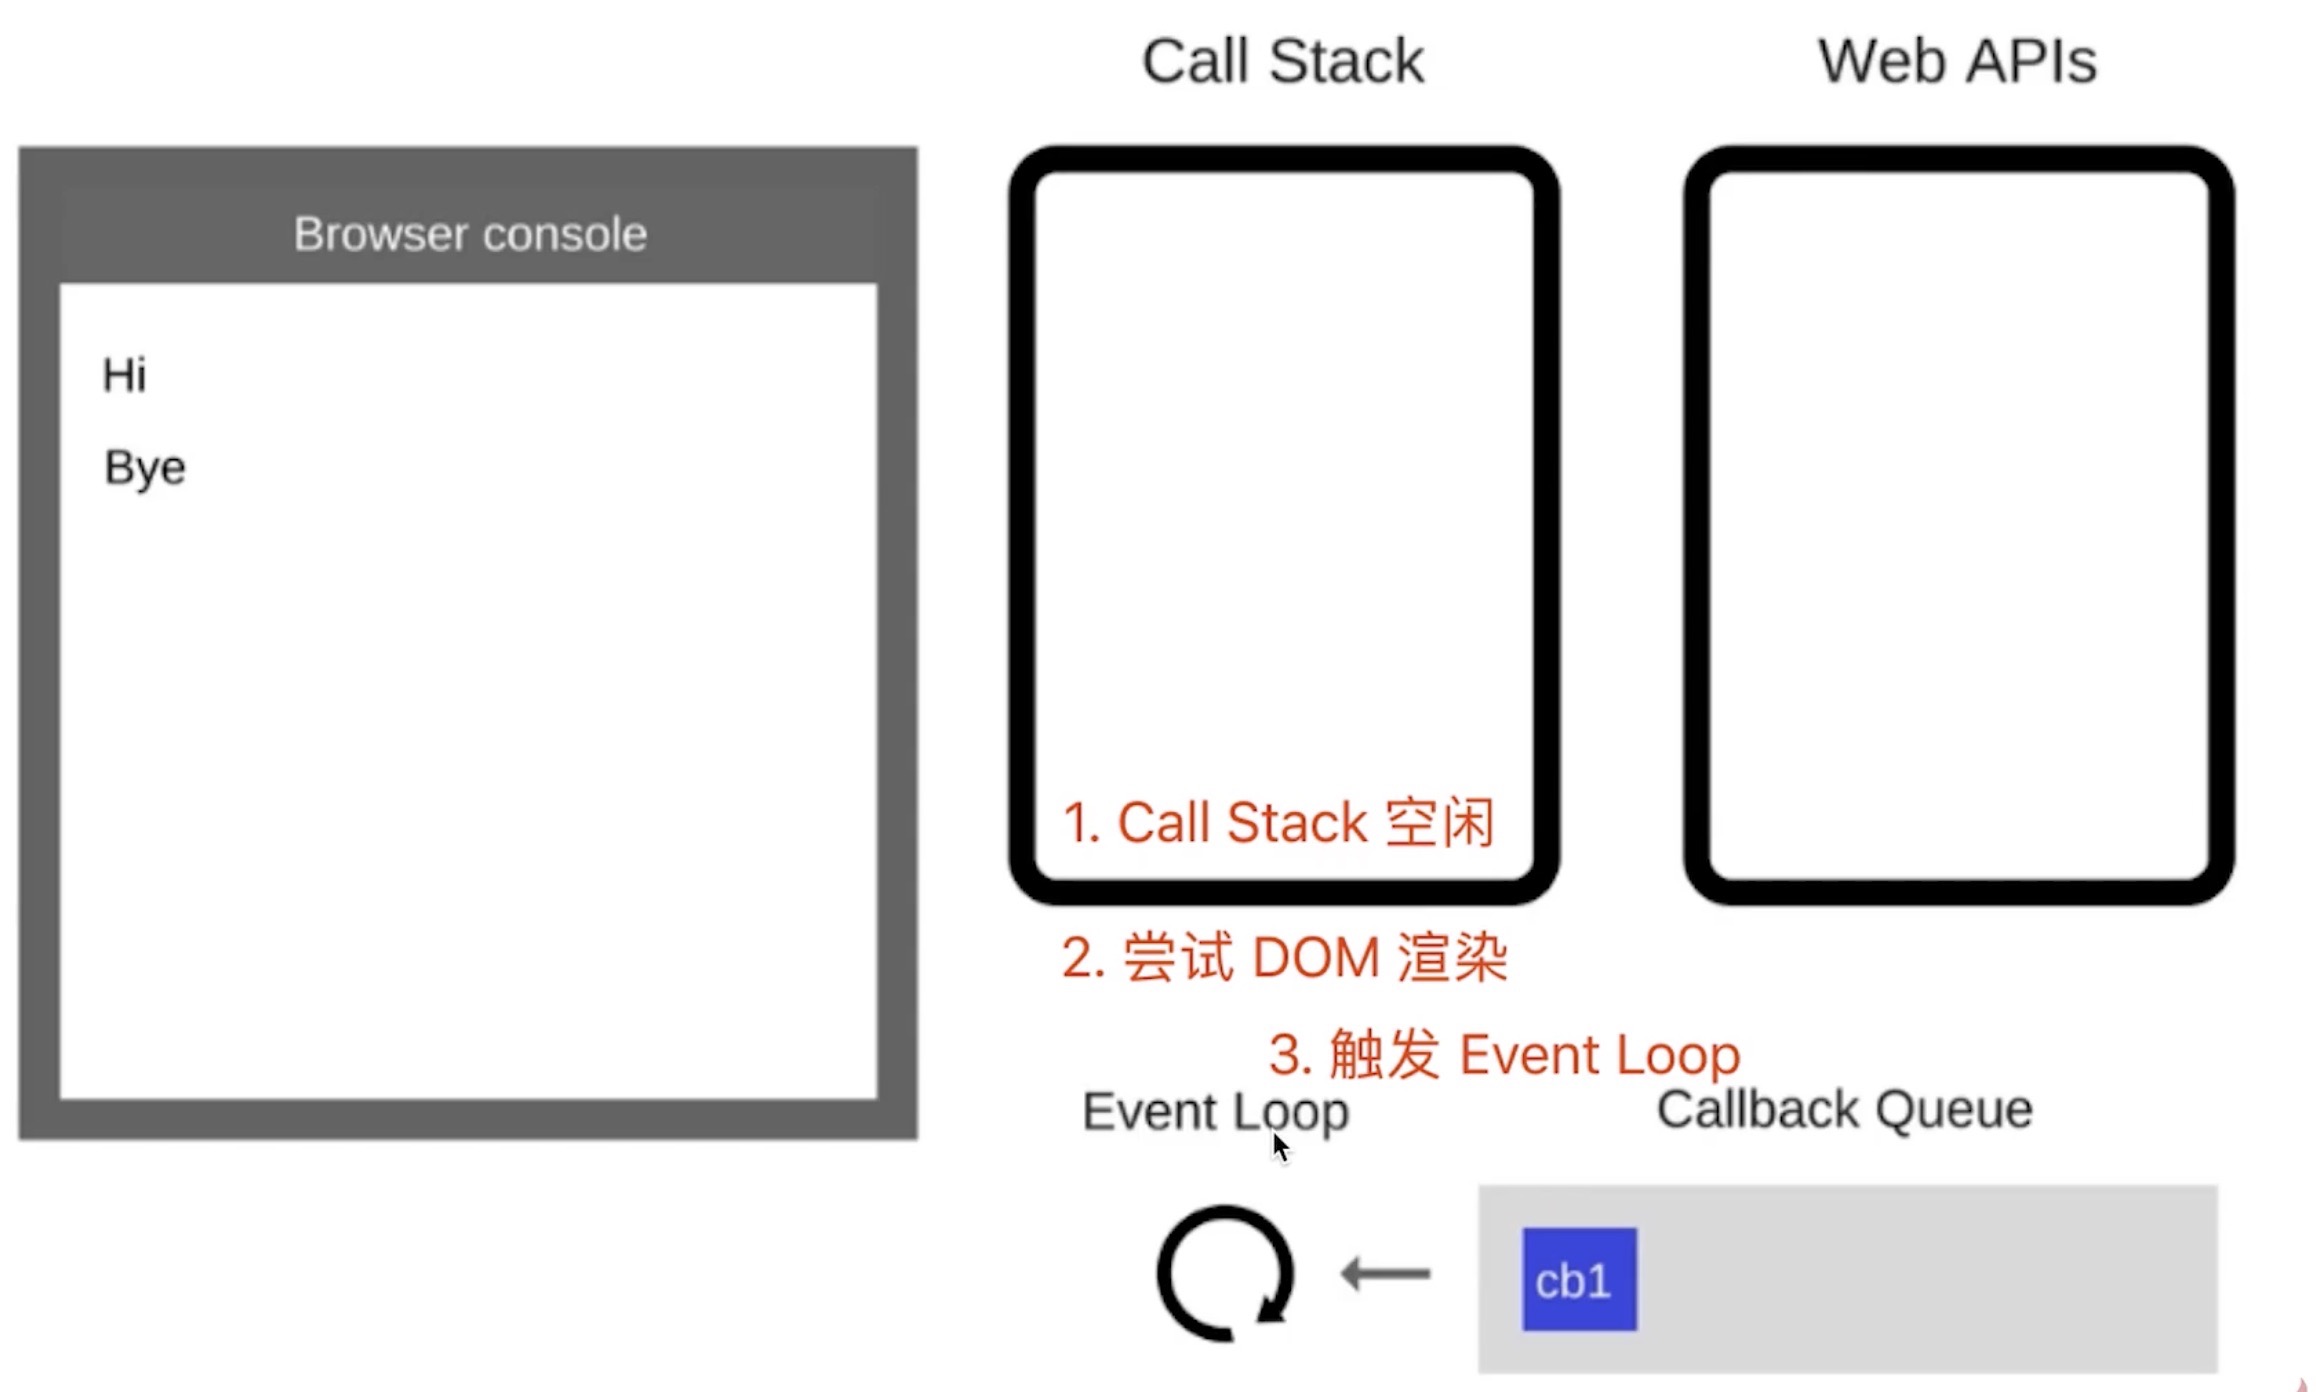 Call Stack
Web APIs
Browser console
Hi
Bye
1. Call Stack 空闲
2. 尝试 DOM 渲染
3. 触发 Event Loop
Event Loop
Callback Queue
cb1